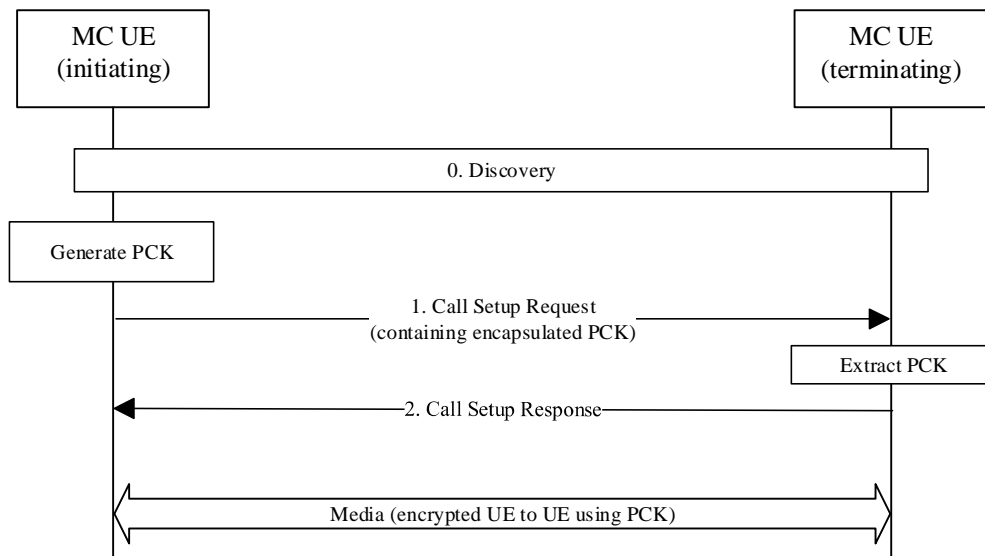 MC UE
(initiating)
MC UE
(terminating)
0. Discovery
Generate PCK
1. Call Setup Request
(containing encapsulated PCK)
Extract PCK
2. Call Setup Response
Media (encrypted UE to UE using PCK)